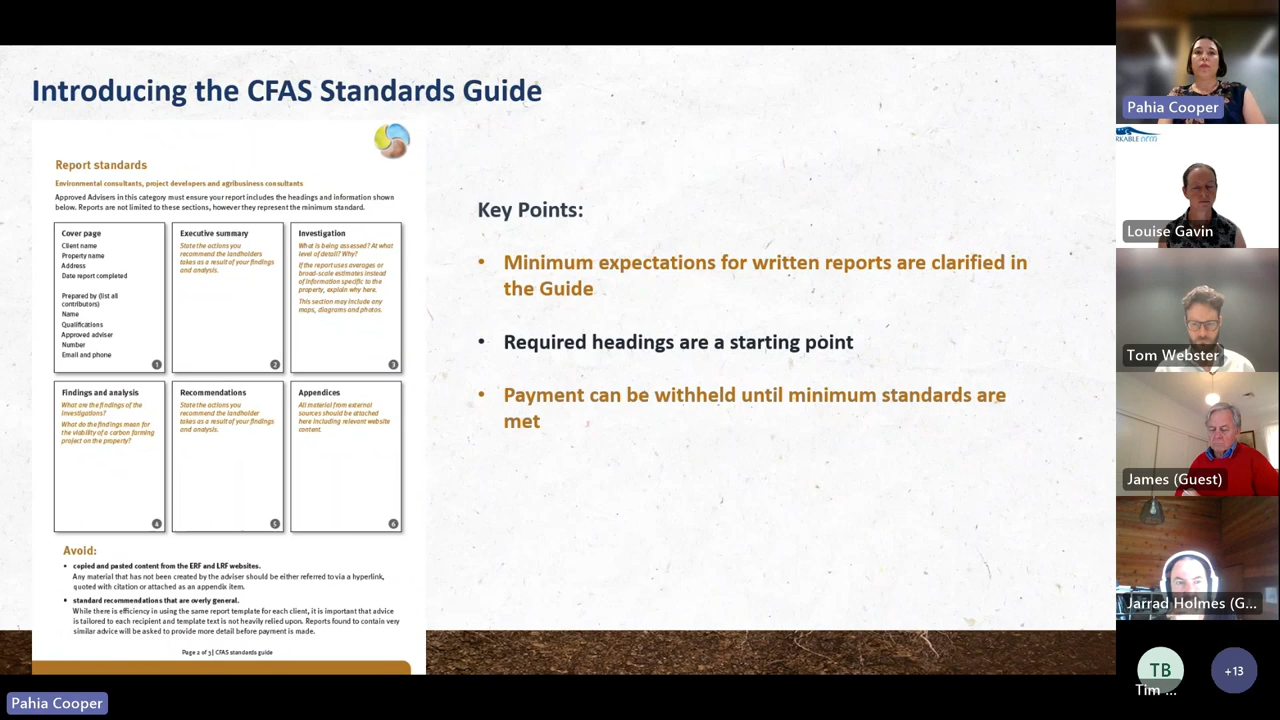 Introducing the CFAS Standards Guide
Report standards
Environmental consultants, project developers and agribusiness consultants
Approved Advisers in this category must ensure your report includes the headings and information shown
below. Reports are not limited to these sections, however they represent the minimum standard.
Cover page
Client name
Property name
Address
Date report completed
Prepared by (list all
contributors)
Name
Qualifications
Approved adviser
Number
Email and phone
1
Executive summary
State the actions you
recommend the landholders
takes as a result of your findings
and analysis.
2
Investigation
What is being assessed? At what
level of detail? Why?
If the report uses averages or
broad-scale estimates instead
of information specific to the
property, explain why here.
This section may include any
maps, diagrams and photos.
3
Findings and analysis
What are the findings of the
investigations?
What do the findings mean for
the viability of a carbon farming
project on the property?
4
Recommendations
State the actions you
recommend the landholder
takes as a result of your findings
and analysis.
5
Appendices
All material from external
sources should be attached
here including relevant website
content.
6
Avoid:
• copied and pasted content from the ERF and LRF websites.
Any material that has not been created by the adviser should be either referred to via a hyperlink,
quoted with citation or attached as an appendix item.
• standard recommendations that are overly general.
While there is efficiency in using the same report template for each client, it is important that advice
is tailored to each recipient and template text is not heavily relied upon. Reports found to contain very
similar advice will be asked to provide more detail before payment is made.
Page 2 of 3 | CFAS standards guide
Key Points:
• Minimum expectations for written reports are clarified in
the Guide
• Required headings are a starting point
• Payment can be withheld until minimum standards are
met
Pahia Cooper
RKABLE NRM
Louise Gavin
Tom Webster
James (Guest)
Jarrad Holmes (G...
TB
Tim ...
+13
Pahia Cooper